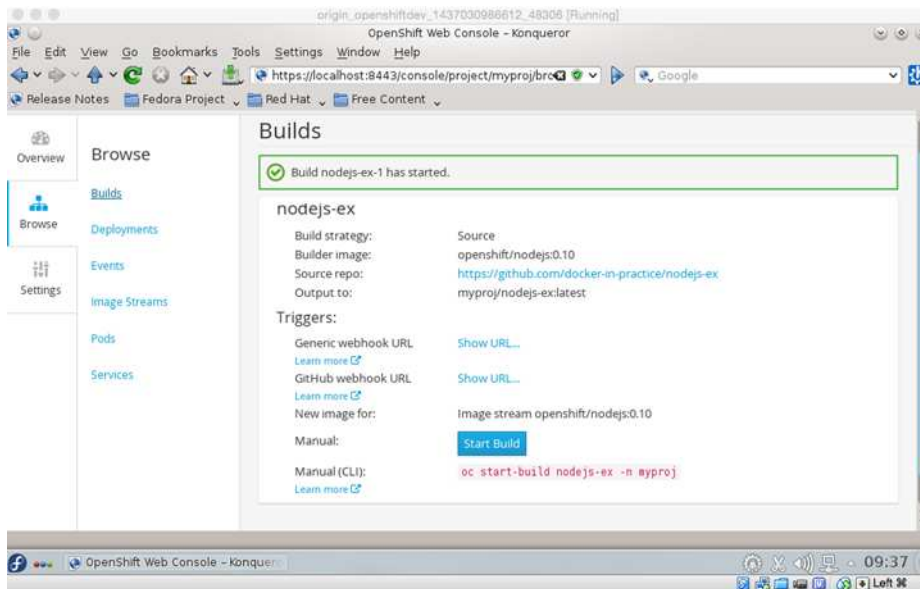 origin_openshiftdev_1437030986612_48306 [Running]
OpenShift Web Console – Konqueror
File Edit View Go Bookmarks Tools Settings Window Help
https://localhost:8443/console/project/myproj/bro
Google
Release Notes Fedora Project Red Hat Free Content
Overview
Browse
Settings
Browse
Builds
Deployments
Events
Image Streams
Pods
Services
Builds
Build nodejs-ex-1 has started.
nodejs-ex
Build strategy: Source
Builder image: openshift/nodejs:0.10
Source repo: https://github.com/docker-in-practice/nodejs-ex
Output to: myproj/nodejs-ex:latest
Triggers:
Generic webhook URL Show URL...
Learn more
GitHub webhook URL Show URL...
Learn more
New image for: Image stream openshift/nodejs:0.10
Manual: Start Build
Manual (CLI): oc start-build nodejs-ex -n myproj
Learn more
OpenShift Web Console – Konquer
09:37
Left ⌘